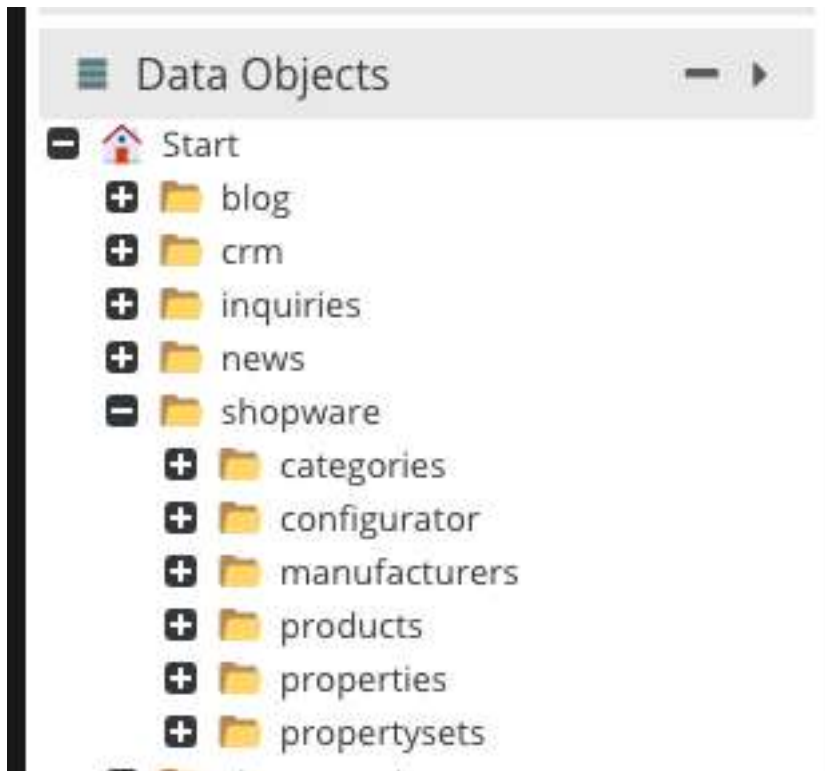 Data Objects
Start
blog
crm
inquiries
news
shopware
categories
configurator
manufacturers
products
properties
propertysets